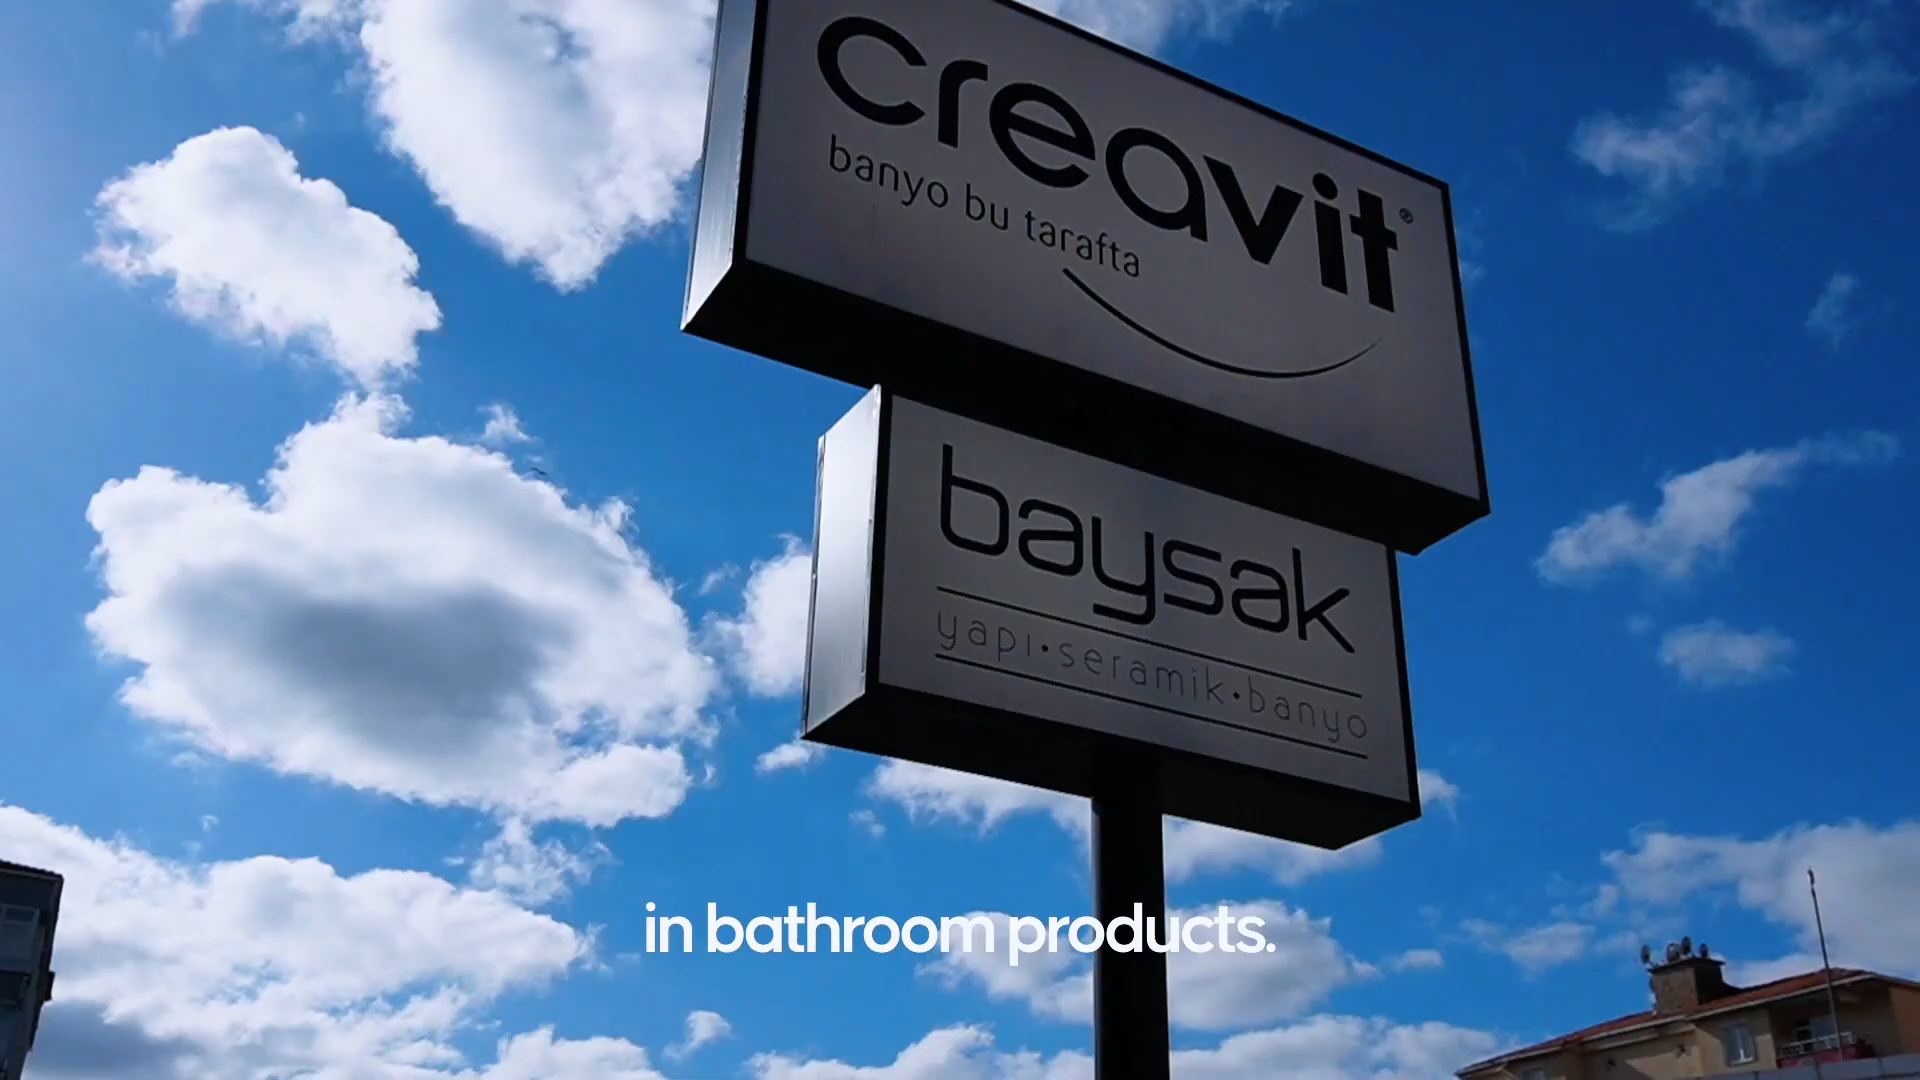 creavit®
banyo bu tarafta
baysak
yapı•seramik•banyo
in bathroom products.